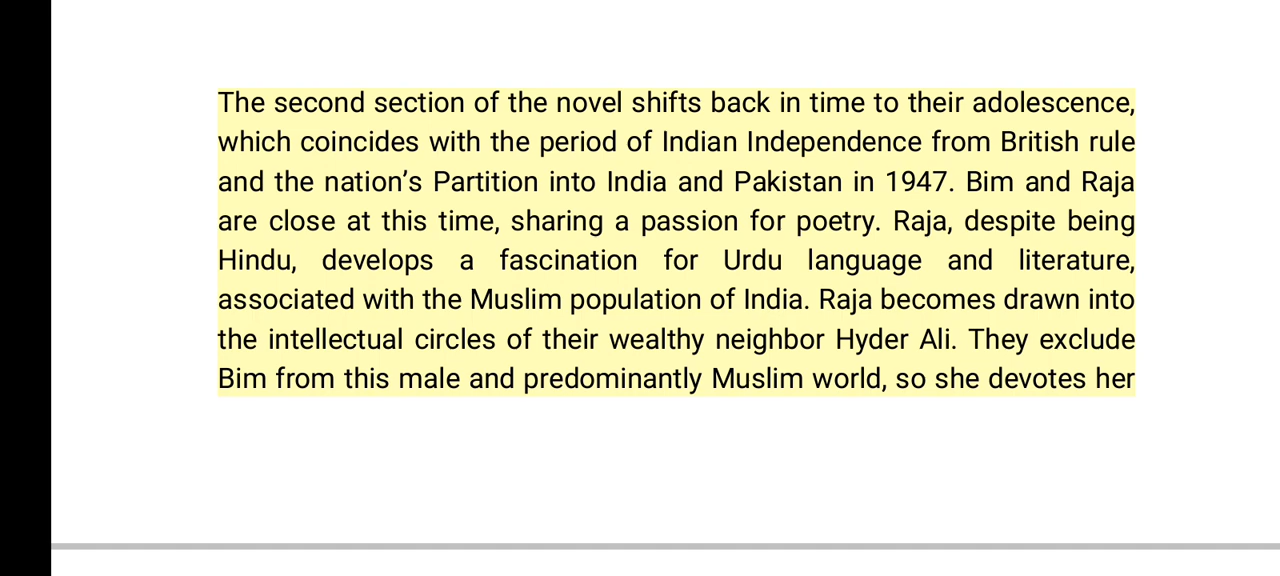 The second section of the novel shifts back in time to their adolescence,
which coincides with the period of Indian Independence from British rule
and the nation’s Partition into India and Pakistan in 1947. Bim and Raja
are close at this time, sharing a passion for poetry. Raja, despite being
Hindu, develops a fascination for Urdu language and literature,
associated with the Muslim population of India. Raja becomes drawn into
the intellectual circles of their wealthy neighbor Hyder Ali. They exclude
Bim from this male and predominantly Muslim world, so she devotes her